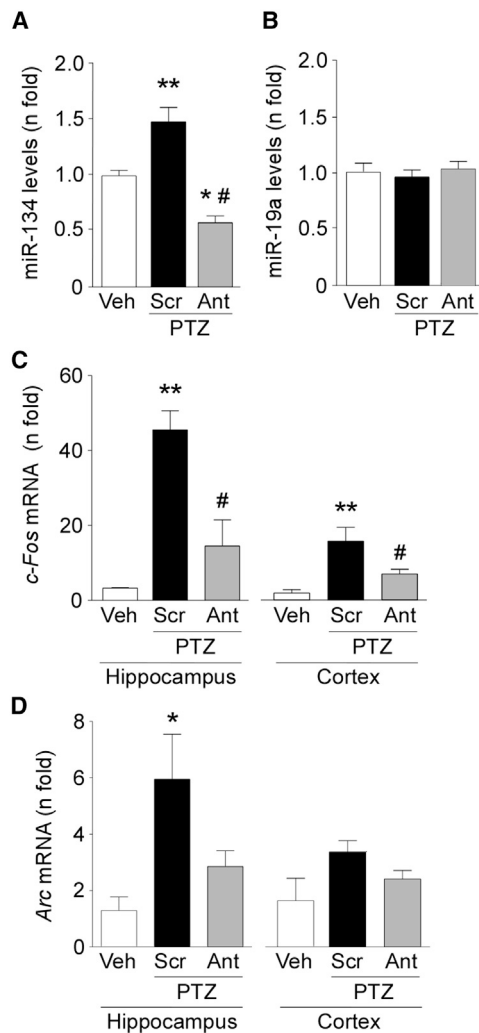 A
miR-134 levels (n fold)
2.0
1.5
1.0
0.5
0
**
* #
Veh Scr Ant
PTZ
B
miR-19a levels (n fold)
2.0
1.5
1.0
0.5
0
Veh Scr Ant
PTZ
C
c-Fos mRNA (n fold)
60
40
20
0
**
#
**
#
Veh Scr Ant Veh Scr Ant
PTZ PTZ
Hippocampus Cortex
D
Arc mRNA (n fold)
8
6
4
2
0
*
Veh Scr Ant Veh Scr Ant
PTZ PTZ
Hippocampus Cortex